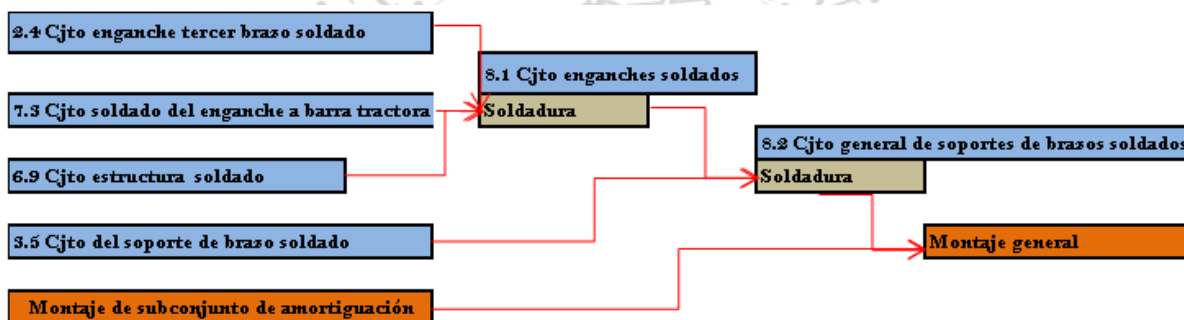 2.4 Cjto enganche tercer brazo soldado
8.1 Cjto enganches soldados
7.3 Cjto soldado del enganche a barra tractora
Soldadura
8.2 Cjto general de soportes de brazos soldados
6.9 Cjto estructura soldado
Soldadura
3.5 Cjto del soporte de brazo soldado
Montaje general
Montaje de subconjunto de amortiguación